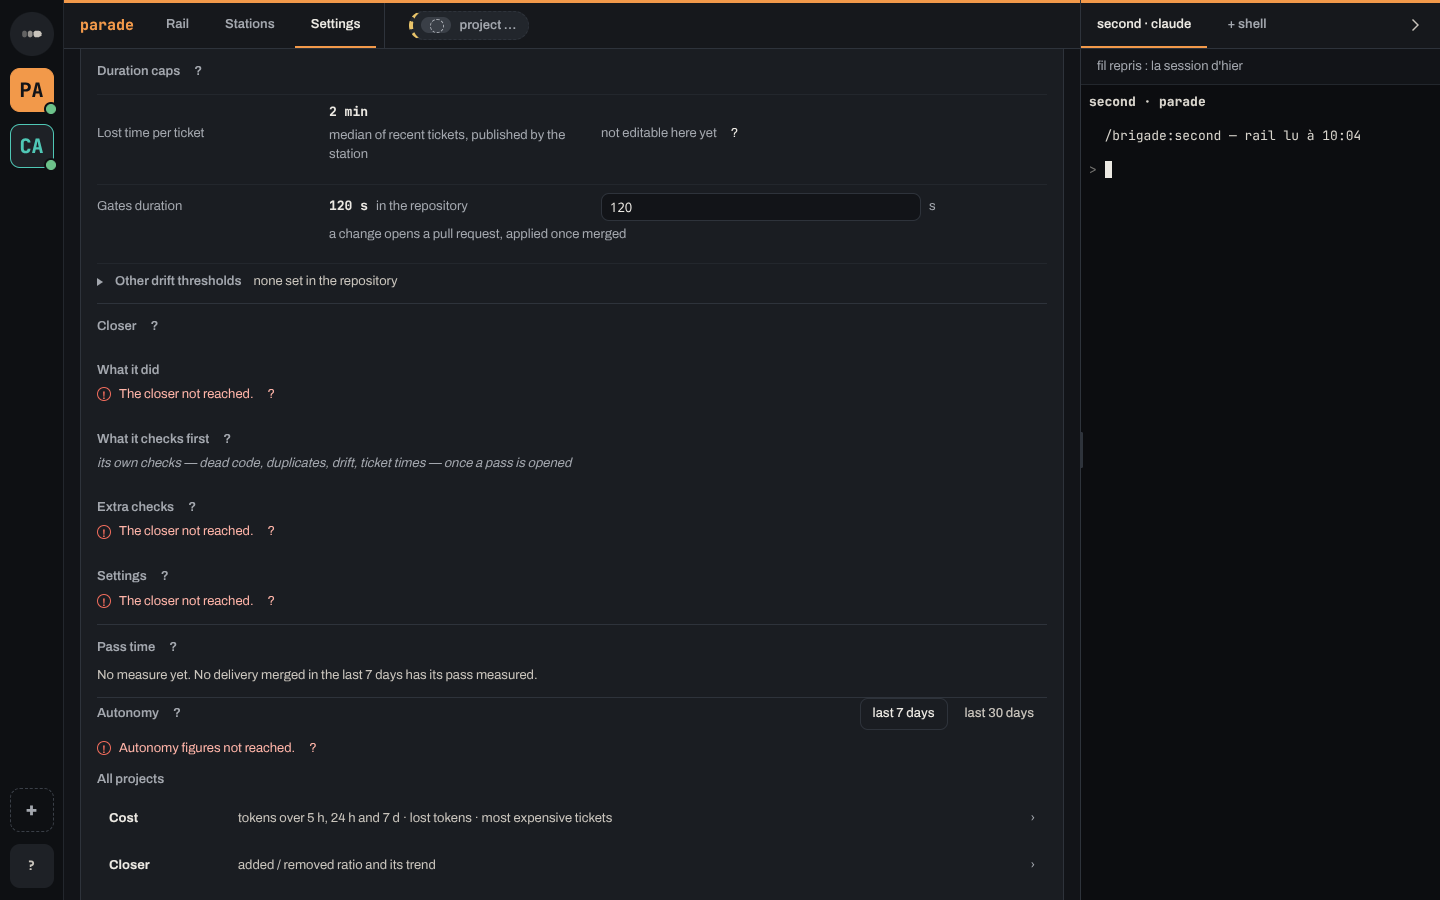 parade
Rail
Stations
Settings
project ...
second · claude
+ shell
PA
CA
+
?
Duration caps ?
Lost time per ticket
2 min
median of recent tickets, published by the
station
not editable here yet ?
Gates duration
120 s in the repository
120
s
a change opens a pull request, applied once merged
Other drift thresholds none set in the repository
Closer ?
What it did
The closer not reached. ?
What it checks first ?
its own checks — dead code, duplicates, drift, ticket times — once a pass is opened
Extra checks ?
The closer not reached. ?
Settings ?
The closer not reached. ?
Pass time ?
No measure yet. No delivery merged in the last 7 days has its pass measured.
Autonomy ?
last 7 days
last 30 days
Autonomy figures not reached. ?
All projects
Cost
tokens over 5 h, 24 h and 7 d · lost tokens · most expensive tickets ›
Closer
added / removed ratio and its trend ›
fil repris : la session d'hier
second · parade
/brigade:second — rail lu à 10:04
>